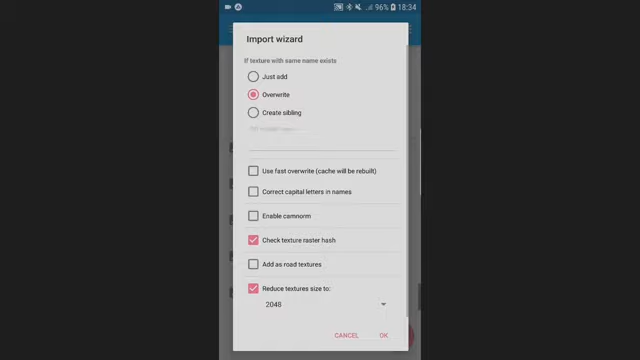 96% 18:34
Import wizard
If texture with same name exists
Just add
Overwrite
Create sibling
Use fast overwrite (cache will be rebuilt)
Correct capital letters in names
Enable camnorm
Check texture raster hash
Add as road textures
Reduce textures size to:
2048
CANCEL OK